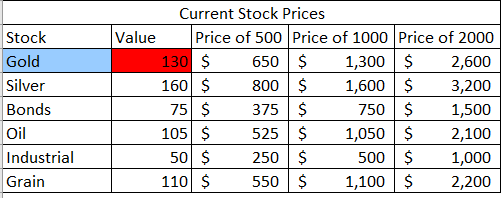 Current Stock Prices
Stock Value Price of 500 Price of 1000 Price of 2000
Gold 130 $ 650 $ 1,300 $ 2,600
Silver 160 $ 800 $ 1,600 $ 3,200
Bonds 75 $ 375 $ 750 $ 1,500
Oil 105 $ 525 $ 1,050 $ 2,100
Industrial 50 $ 250 $ 500 $ 1,000
Grain 110 $ 550 $ 1,100 $ 2,200